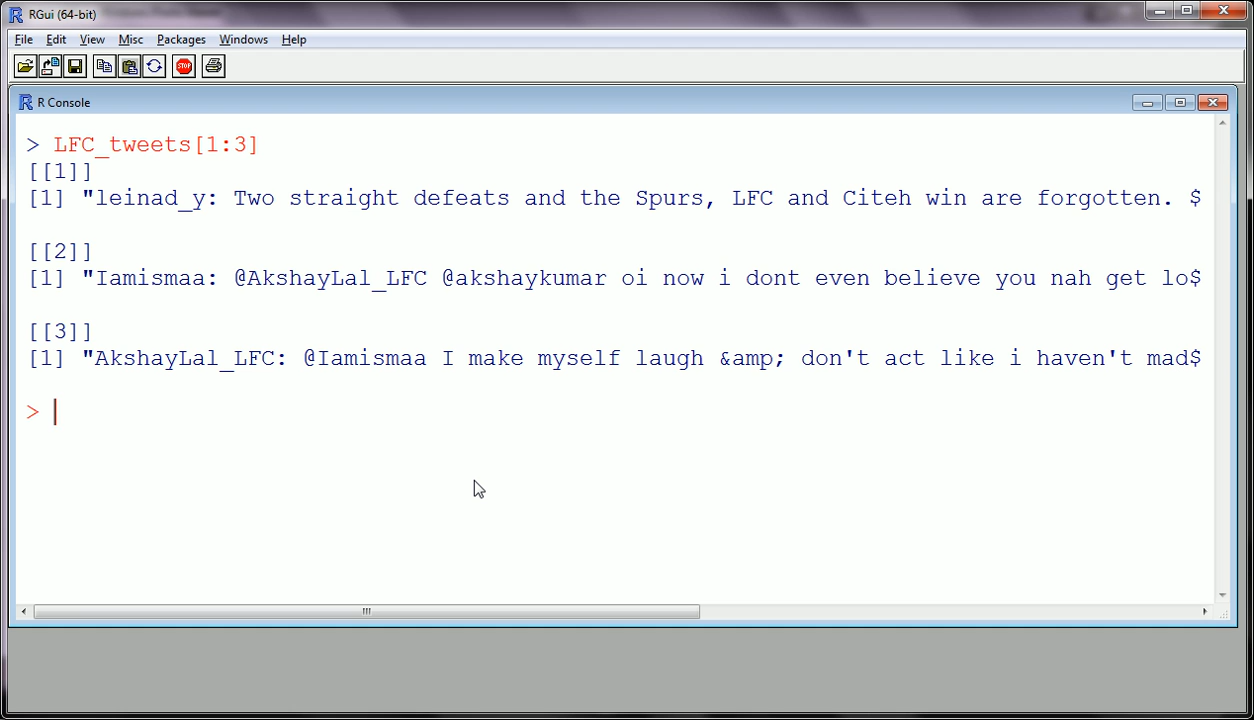 RGui (64-bit)
File Edit View Misc Packages Windows Help
STOP
R Console
> LFC_tweets[1:3]
[[1]]
[1] "leinad_y: Two straight defeats and the Spurs, LFC and Citeh win are forgotten. $
[[2]]
[1] "Iamismaa: @AkshayLal_LFC @akshaykumar oi now i dont even believe you nah get lo$
[[3]]
[1] "AkshayLal_LFC: @Iamismaa I make myself laugh &amp; don't act like i haven't mad$
>